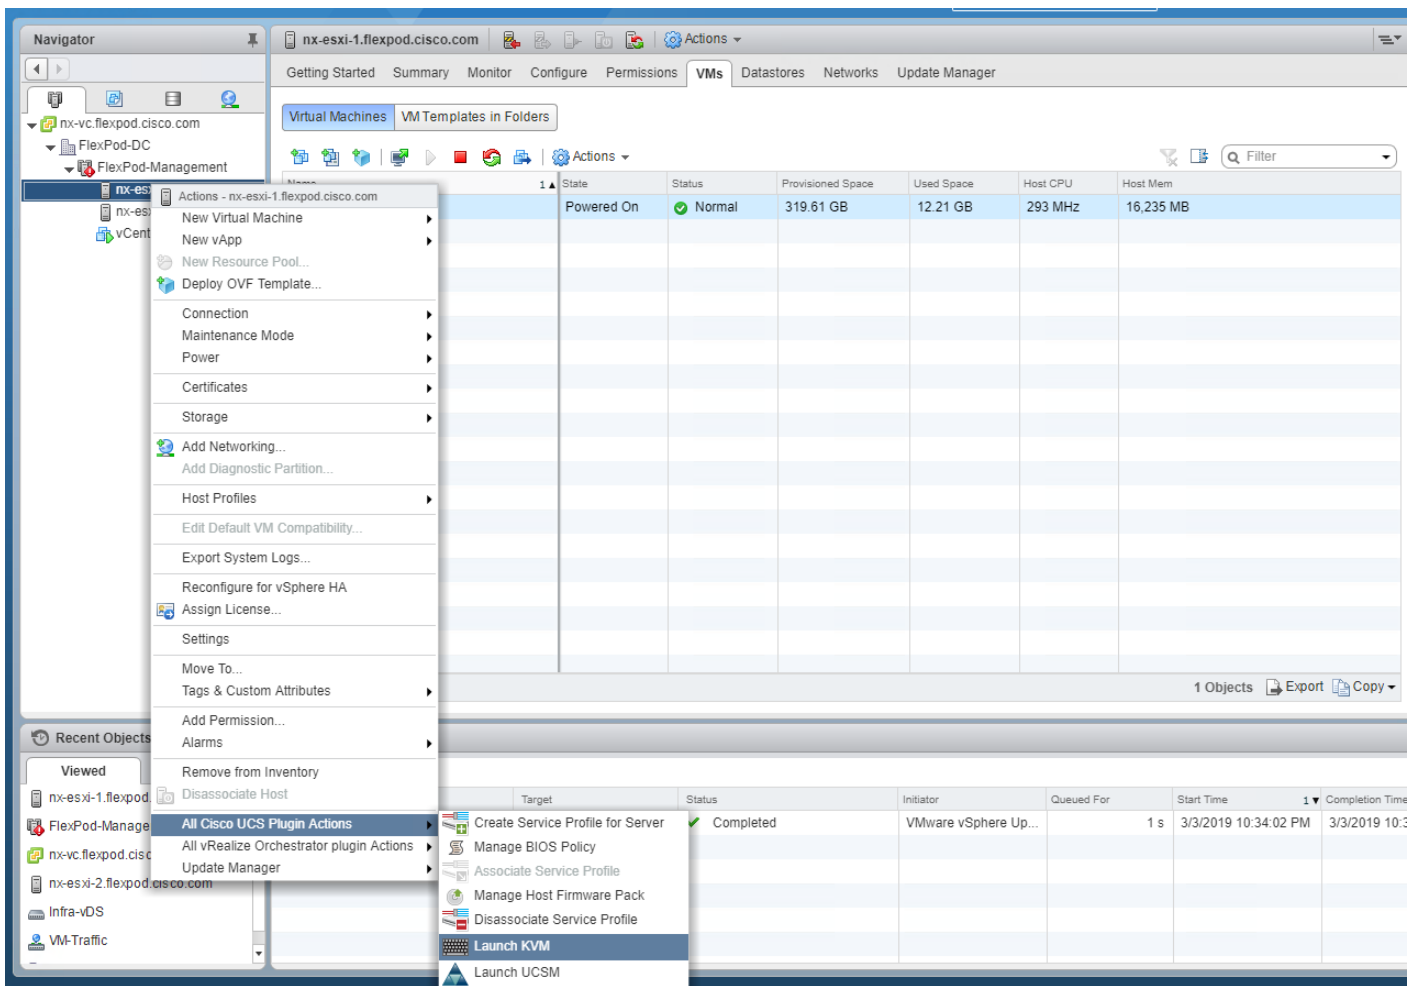 Navigator
nx-esxi-1.flexpod.cisco.com
Actions
Getting Started Summary Monitor Configure Permissions VMs Datastores Networks Update Manager
Virtual Machines VM Templates in Folders
nx-vc.flexpod.cisco.com
FlexPod-DC
FlexPod-Management
nx-es
nx-es
vCent
Actions
Filter
1 State Status Provisioned Space Used Space Host CPU Host Mem
Powered On Normal 319.61 GB 12.21 GB 293 MHz 16,235 MB
Actions - nx-esxi-1.flexpod.cisco.com
New Virtual Machine
New vApp
New Resource Pool...
Deploy OVF Template...
Connection
Maintenance Mode
Power
Certificates
Storage
Add Networking...
Add Diagnostic Partition...
Host Profiles
Edit Default VM Compatibility...
Export System Logs...
Reconfigure for vSphere HA
Assign License...
Settings
Move To...
Tags & Custom Attributes
Add Permission...
Alarms
Remove from Inventory
Disassociate Host
All Cisco UCS Plugin Actions
All vRealize Orchestrator plugin Actions
Update Manager
Create Service Profile for Server
Manage BIOS Policy
Associate Service Profile
Manage Host Firmware Pack
Disassociate Service Profile
Launch KVM
Launch UCSM
1 Objects Export Copy
Recent Objects
Viewed
nx-esxi-1.flexpod.
FlexPod-Manage
nx-vc.flexpod.cisc
nx-esxi-2.flexpod.cisco.com
Infra-vDS
VM-Traffic
Target Status Initiator Queued For Start Time 1 Completion Time
Completed VMware vSphere Up... 1 s 3/3/2019 10:34:02 PM 3/3/2019 10:3